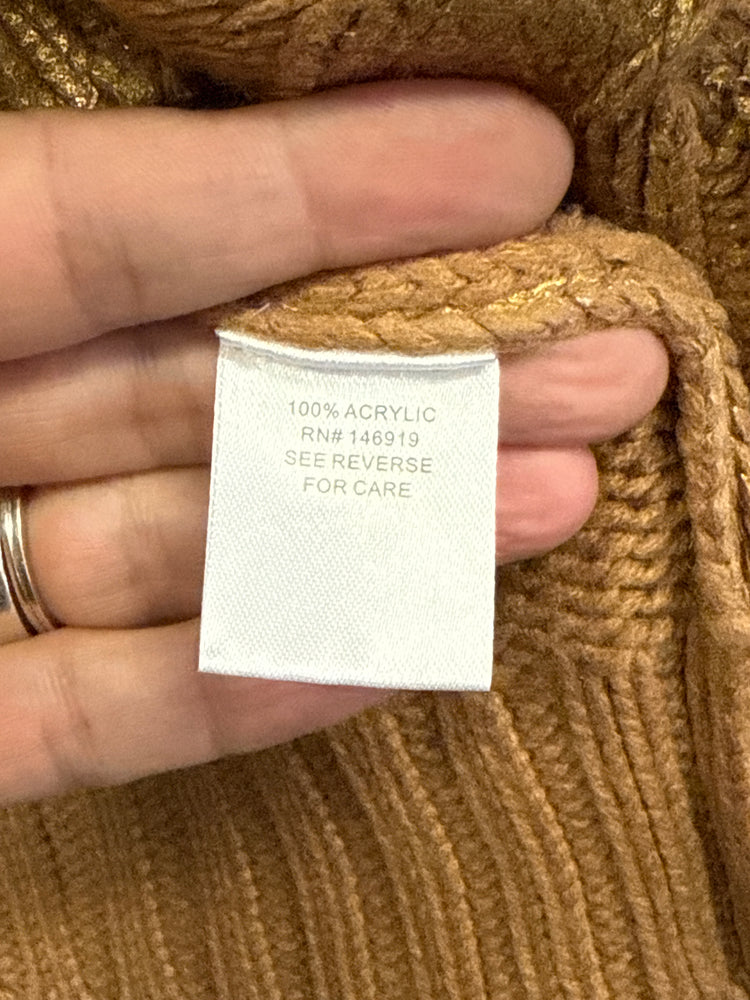 100% ACRYLIC
RN# 146919
SEE REVERSE
FOR CARE